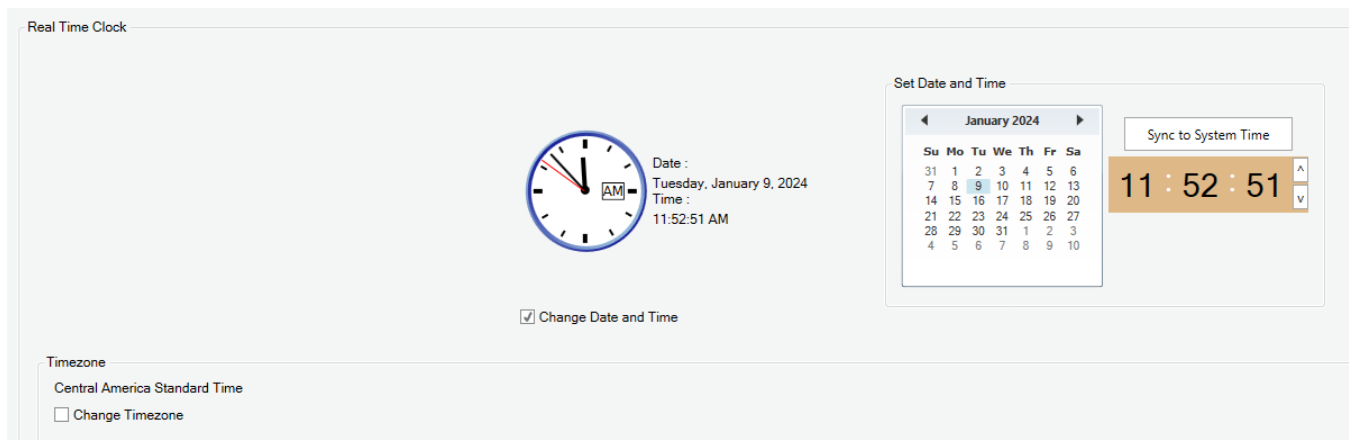 Real Time Clock
Set Date and Time
January 2024
Su Mo Tu We Th Fr Sa
31 1 2 3 4 5 6
7 8 9 10 11 12 13
14 15 16 17 18 19 20
21 22 23 24 25 26 27
28 29 30 31 1 2 3
4 5 6 7 8 9 10
Sync to System Time
11 : 52 : 51
AM
Date :
Tuesday, January 9, 2024
Time :
11:52:51 AM
Change Date and Time
Timezone
Central America Standard Time
Change Timezone